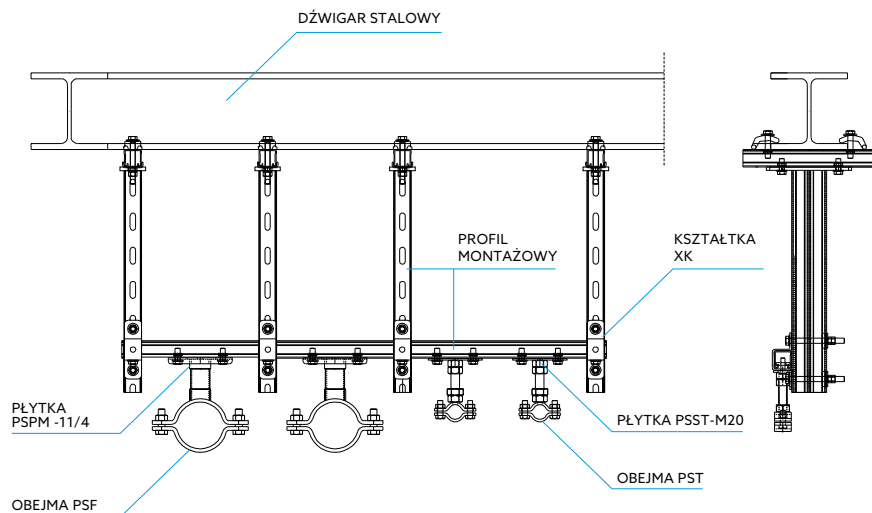 DŹWIGAR STALOWY
PROFIL
MONTAŻOWY
KSZTAŁTKA
XK
PŁYTKA
PSPM -11/4
PŁYTKA PSST-M20
OBEJMA PST
OBEJMA PSF